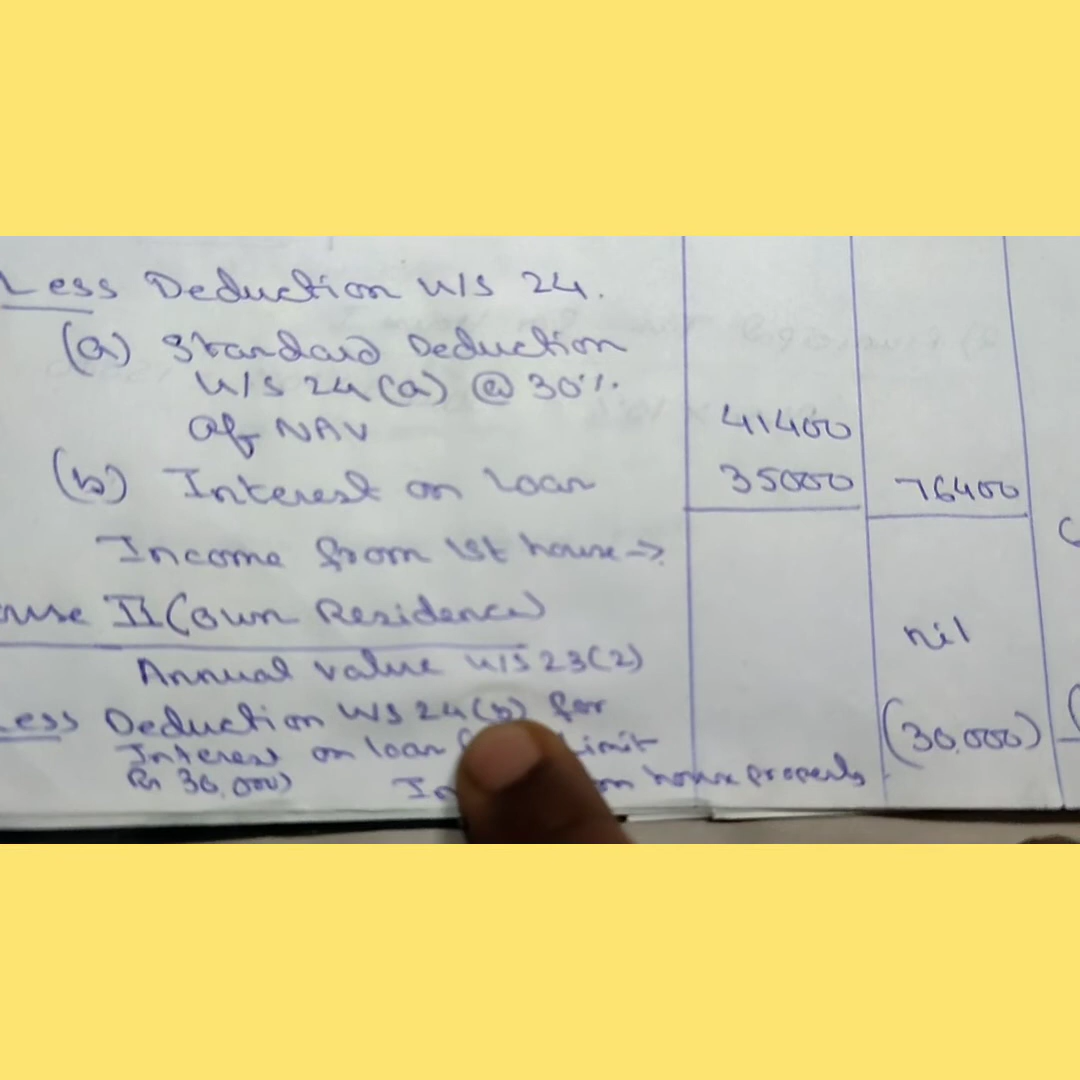 Less Deduction U/S 24.
(a) Standard Deduction
U/S 24(a) @ 30%.
of NAV 41400
(b) Interest on loan 35000 76400
Income from 1st house →
II (Own Residence) nil
Annual value U/S 23(2)
Less Deduction U/S 24(b) for (30,000)
Interest on loan Limit
Rs 30,000) house property